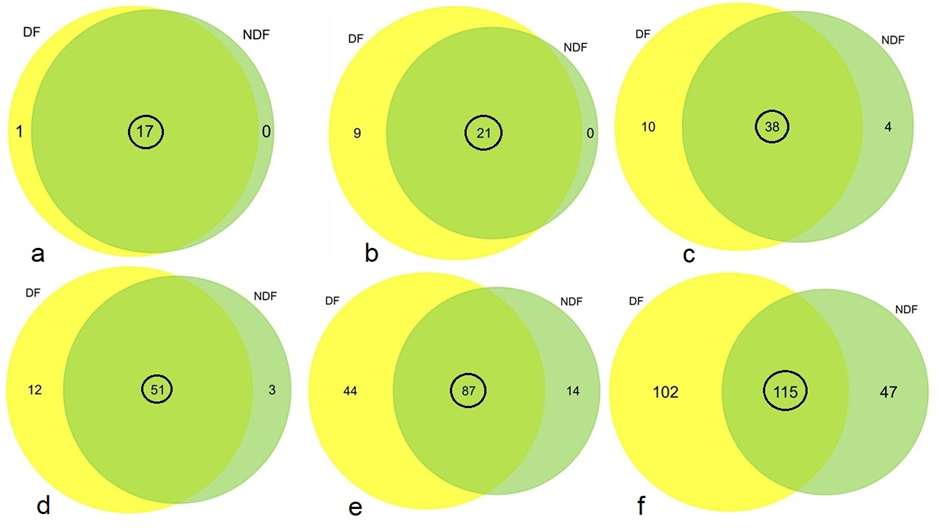 DF NDF
1 17 0
a
DF NDF
9 21 0
b
DF NDF
10 38 4
c
DF NDF
12 51 3
d
DF NDF
44 87 14
e
DF NDF
102 115 47
f